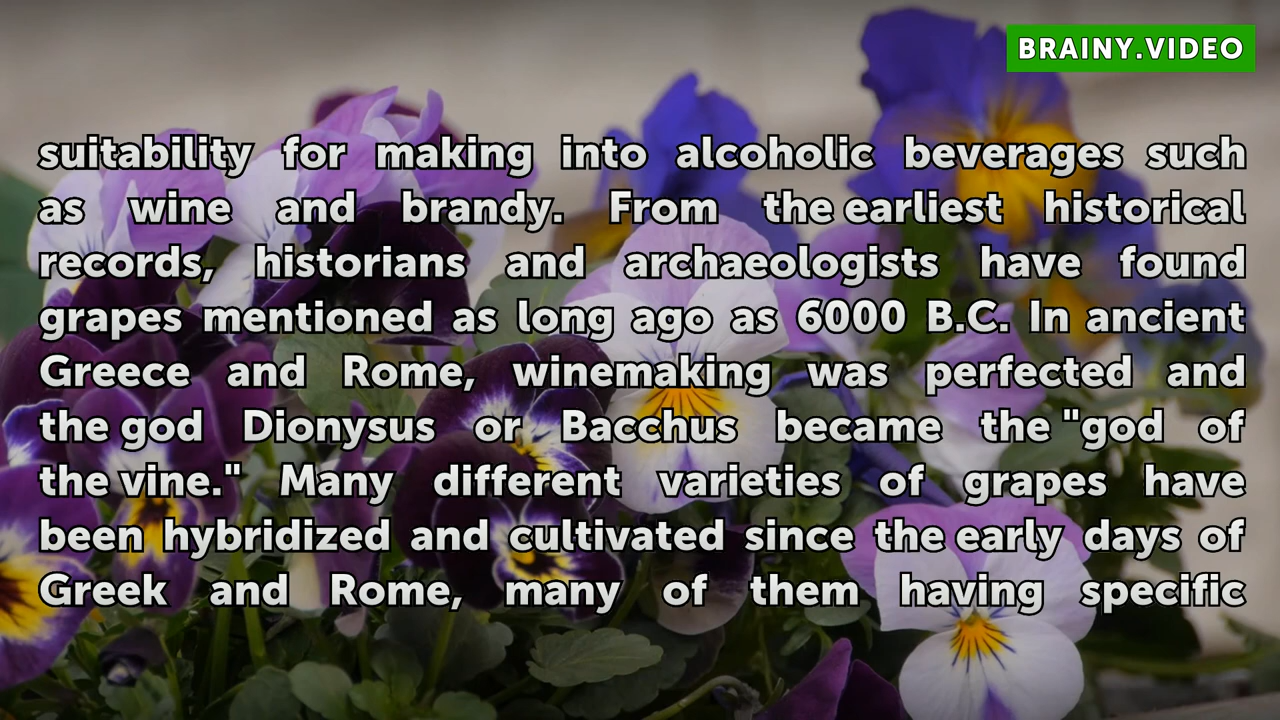 BRAINY.VIDEO
suitability for making into alcoholic beverages such
as wine and brandy. From the earliest historical
records, historians and archaeologists have found
grapes mentioned as long ago as 6000 B.C. In ancient
Greece and Rome, winemaking was perfected and
the god Dionysus or Bacchus became the "god of
the vine." Many different varieties of grapes have
been hybridized and cultivated since the early days of
Greek and Rome, many of them having specific